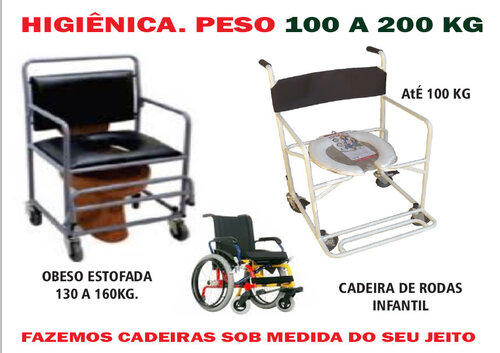 HIGIÊNICA. PESO 100 A 200 KG
AtÉ 100 KG
OBESO ESTOFADA
130 A 160KG.
CADEIRA DE RODAS
INFANTIL
FAZEMOS CADEIRAS SOB MEDIDA DO SEU JEITO